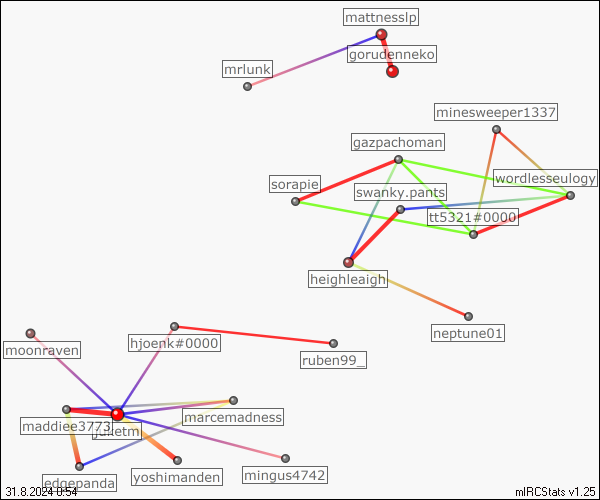 mattnesslp
gorudenneko
mrlunk
minesweeper1337
gazpachoman
wordlesseulogy
sorapie
swanky.pants
tt5321#0000
heighleaigh
neptune01
hjoenk#0000
moonraven
ruben99_
marcemadness
maddiee3773
juketm
edgepanda
yoshimanden
mingus4742
31.8.2024 0:54
mIRCStats v1.25